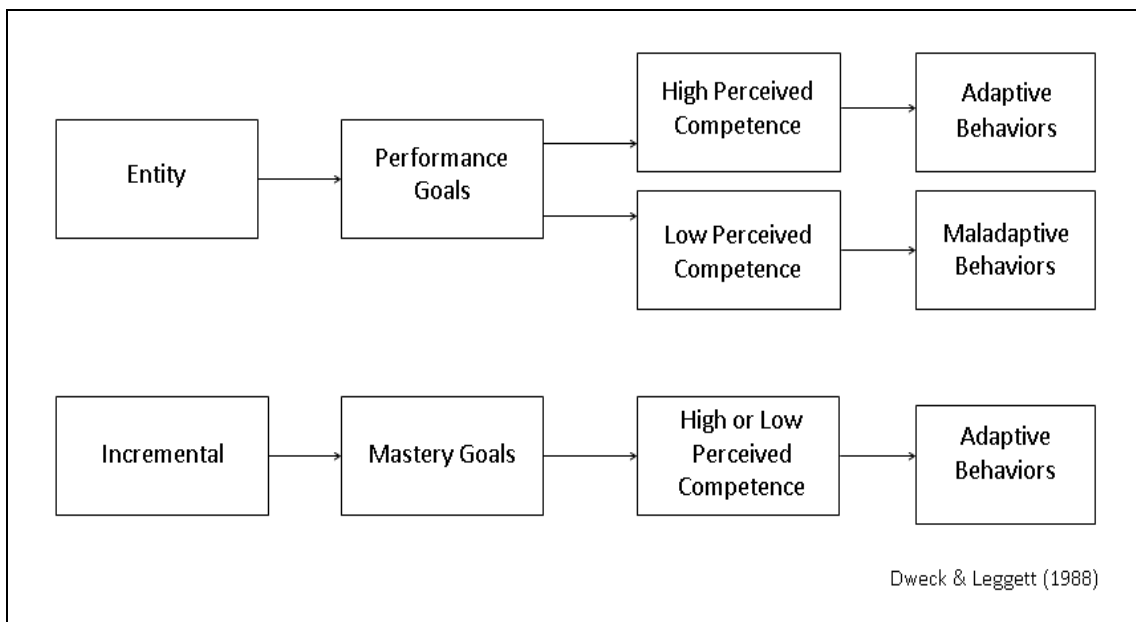 Entity
Performance
Goals
High Perceived
Competence
Adaptive
Behaviors
Low Perceived
Competence
Maladaptive
Behaviors
Incremental
Mastery Goals
High or Low
Perceived
Competence
Adaptive
Behaviors
Dweck & Leggett (1988)